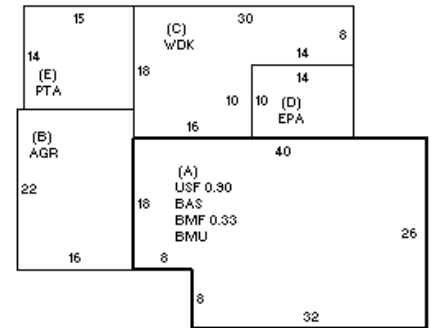 15
30
(C)
WDK
8
14
14
(E)
PTA
18
14
10
10
(D)
EPA
16
(B)
AGR
40
22
(A)
USF 0.90
BAS
BMF 0.33
BMU
18
26
16
8
8
32